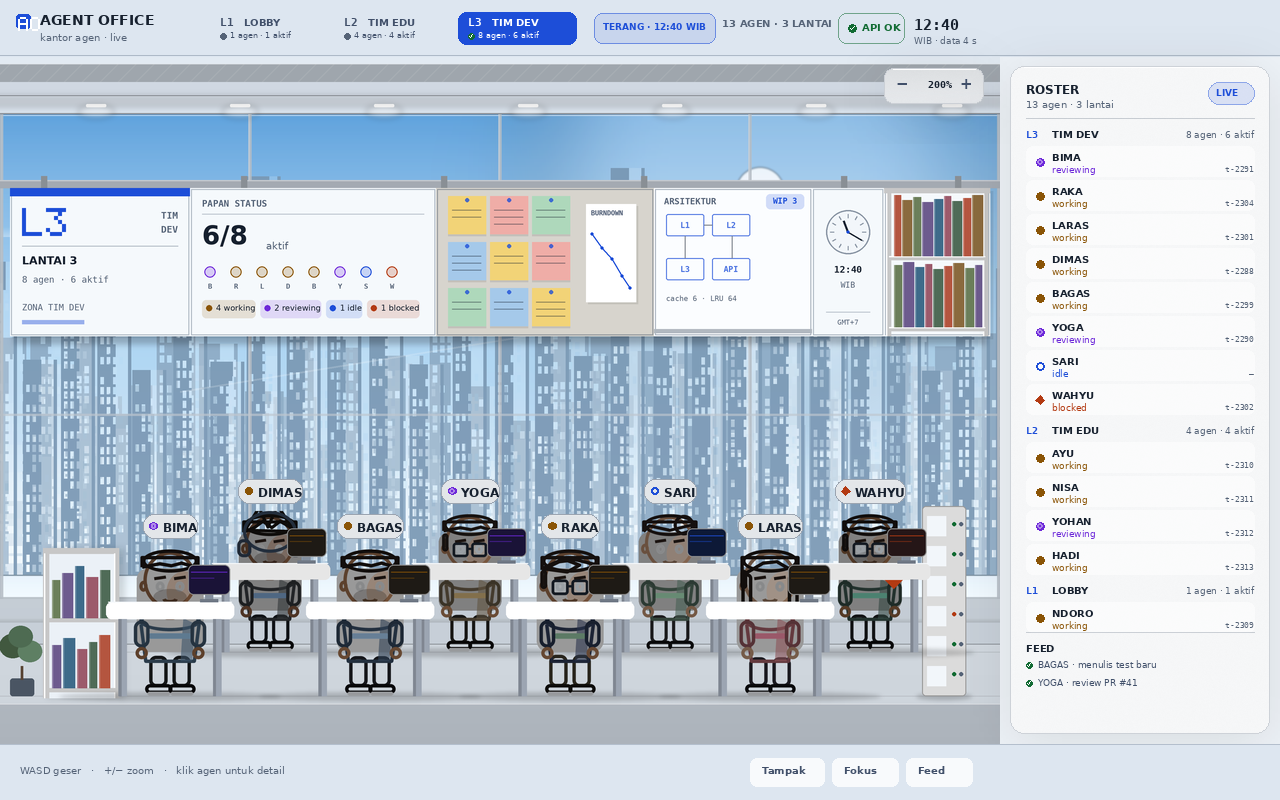 AGENT OFFICE
kantor agen · live
L1 LOBBY
1 agen · 1 aktif
L2 TIM EDU
4 agen · 4 aktif
L3 TIM DEV
8 agen · 6 aktif
TERANG · 12:40 WIB
13 AGEN · 3 LANTAI
API OK
12:40
WIB · data 4 s
− 200% +
L3
TIM
DEV
LANTAI 3
8 agen · 6 aktif
ZONA TIM DEV
PAPAN STATUS
6/8 aktif
B R L D B Y S W
4 working 2 reviewing 1 idle 1 blocked
BURNDOWN
ARSITEKTUR
WIP 3
L1 L2
L3 API
cache 6 · LRU 64
12:40
WIB
GMT+7
DIMAS
YOGA
SARI
WAHYU
BIMA
BAGAS
RAKA
LARAS
ROSTER
13 agen · 3 lantai
LIVE
L3 TIM DEV 8 agen · 6 aktif
BIMA
reviewing t-2291
RAKA
working t-2304
LARAS
working t-2301
DIMAS
working t-2288
BAGAS
working t-2299
YOGA
reviewing t-2290
SARI
idle —
WAHYU
blocked t-2302
L2 TIM EDU 4 agen · 4 aktif
AYU
working t-2310
NISA
working t-2311
YOHAN
reviewing t-2312
HADI
working t-2313
L1 LOBBY 1 agen · 1 aktif
NDORO
working t-2309
FEED
BAGAS · menulis test baru
YOGA · review PR #41
WASD geser · +/− zoom · klik agen untuk detail
Tampak
Fokus
Feed